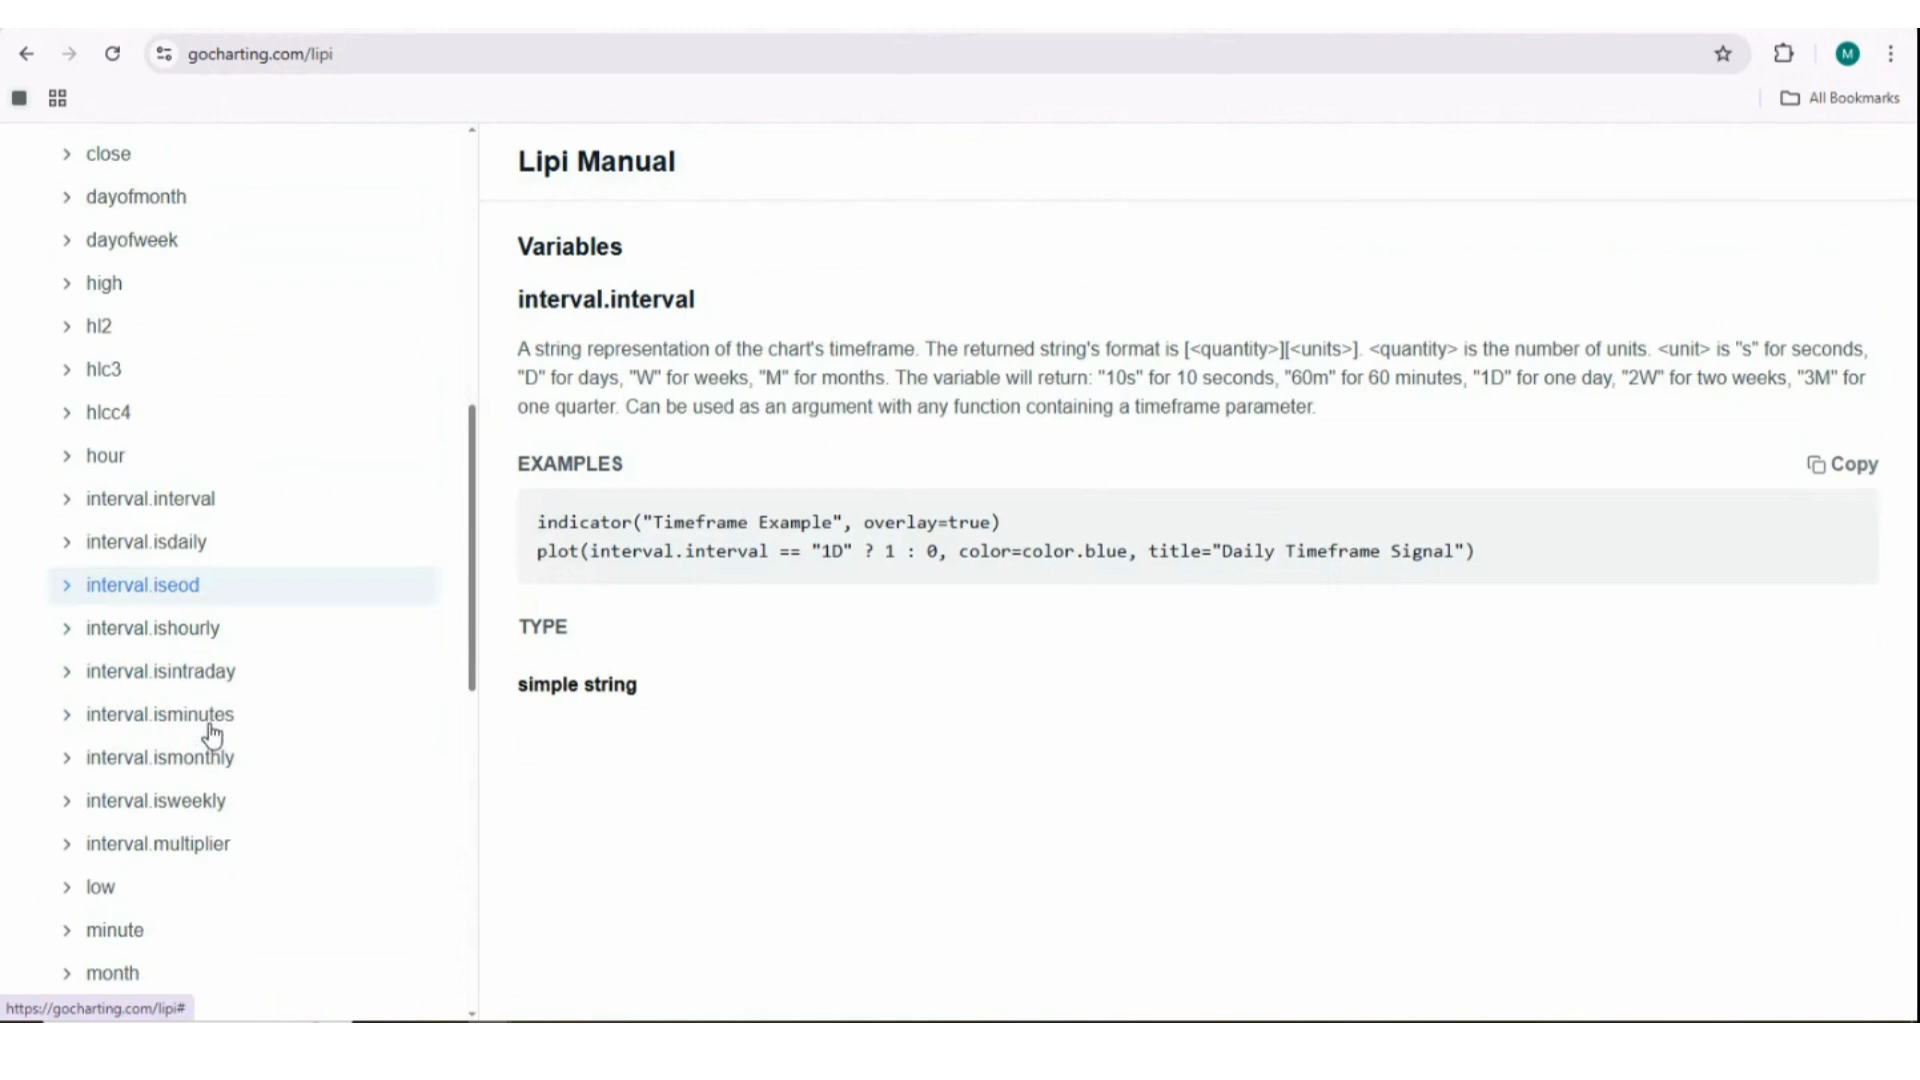 gocharting.com/lipi
M
All Bookmarks
close
dayofmonth
dayofweek
high
hl2
hlc3
hlcc4
hour
interval.interval
interval.isdaily
interval.iseod
interval.ishourly
interval.isintraday
interval.isminutes
interval.ismonthly
interval.isweekly
interval.multiplier
low
minute
month
https://gocharting.com/lipi#
Lipi Manual
Variables
interval.interval
A string representation of the chart's timeframe. The returned string's format is [<quantity>][<units>]. <quantity> is the number of units. <unit> is "s" for seconds,
"D" for days, "W" for weeks, "M" for months. The variable will return: "10s" for 10 seconds, "60m" for 60 minutes, "1D" for one day, "2W" for two weeks, "3M" for
one quarter. Can be used as an argument with any function containing a timeframe parameter.
EXAMPLES
Copy
indicator("Timeframe Example", overlay=true)
plot(interval.interval == "1D" ? 1 : 0, color=color.blue, title="Daily Timeframe Signal")
TYPE
simple string